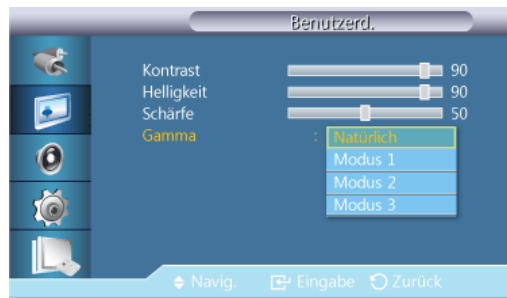 Benutzerd.
Kontrast 90
Helligkeit 90
Schärfe 50
Gamma : Natürlich
Modus 1
Modus 2
Modus 3
Navig. Eingabe Zurück